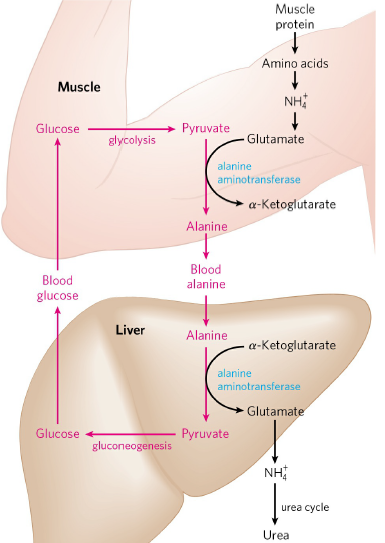 Muscle
protein
Amino acids
Muscle
NH₄⁺
Glucose
glycolysis
Pyruvate
Glutamate
alanine
aminotransferase
α-Ketoglutarate
Alanine
Blood
glucose
Blood
alanine
Liver
Alanine
α-Ketoglutarate
alanine
aminotransferase
Glutamate
Glucose
gluconeogenesis
Pyruvate
NH₄⁺
urea cycle
Urea